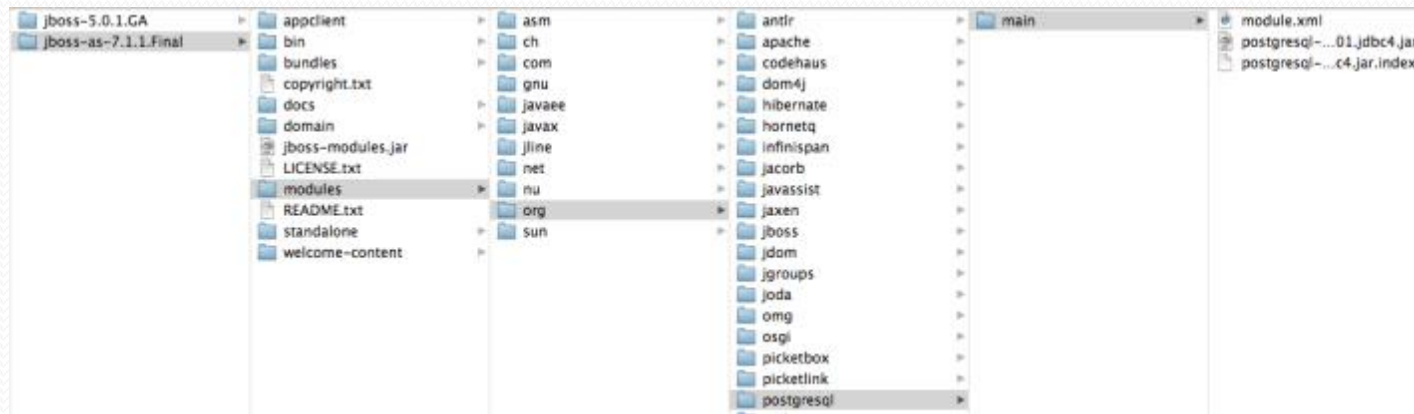 jboss-5.0.1.GA
jboss-as-7.1.1.Final
appclient
bin
bundles
copyright.txt
docs
domain
jboss-modules.jar
LICENSE.txt
modules
README.txt
standalone
welcome-content
asm
ch
com
gnu
javaee
javax
jline
net
nu
org
sun
antlr
apache
codehaus
dom4j
hibernate
hornetq
infinispan
jacorb
javassist
jaxen
jboss
jdom
jgroups
joda
omg
osgi
picketbox
picketlink
postgresql
main
module.xml
postgresql-...01.jdbc4.jar
postgresql-...c4.jar.index